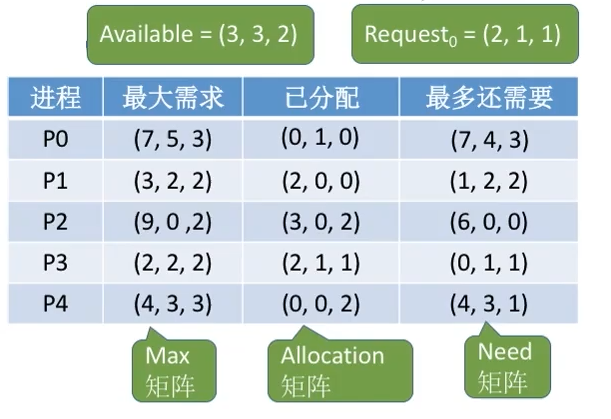 Available = (3, 3, 2)
Request₀ = (2, 1, 1)
进程 最大需求 已分配 最多还需要
P0 (7, 5, 3) (0, 1, 0) (7, 4, 3)
P1 (3, 2, 2) (2, 0, 0) (1, 2, 2)
P2 (9, 0 ,2) (3, 0, 2) (6, 0, 0)
P3 (2, 2, 2) (2, 1, 1) (0, 1, 1)
P4 (4, 3, 3) (0, 0, 2) (4, 3, 1)
Max
矩阵
Allocation
矩阵
Need
矩阵